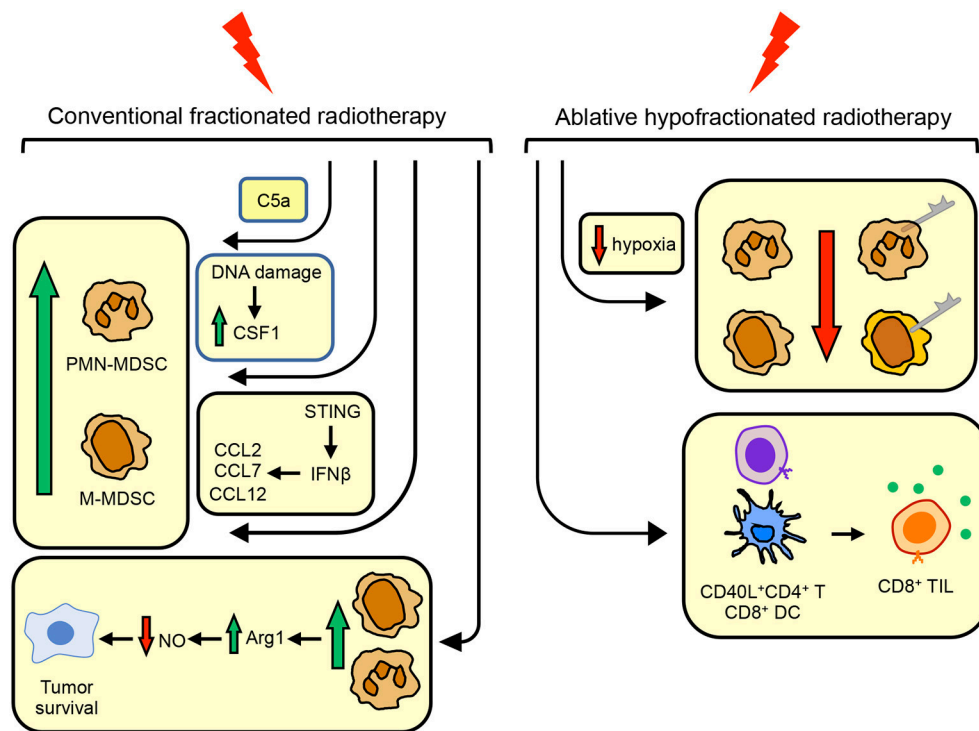 Conventional fractionated radiotherapy
C5a
DNA damage
CSF1
PMN-MDSC
M-MDSC
STING
IFNβ
CCL2
CCL7
CCL12
NO
Arg1
Tumor
survival
Ablative hypofractionated radiotherapy
hypoxia
CD40L⁺CD4⁺ T
CD8⁺ DC
CD8⁺ TIL